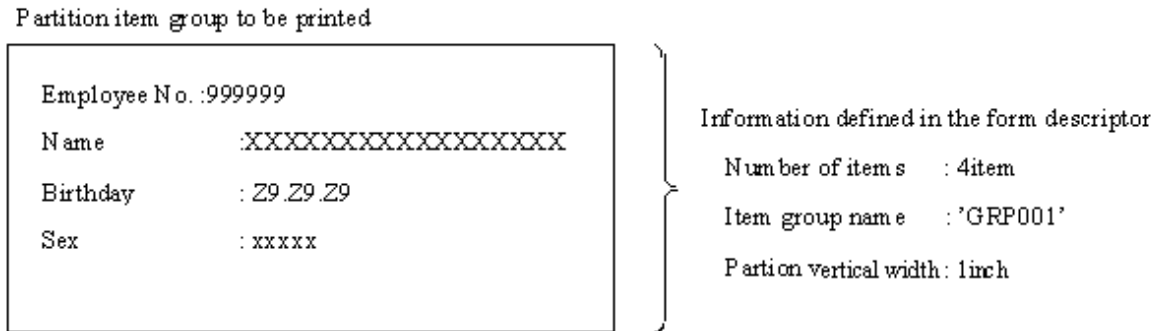 Partition item group to be printed
Employee No. :999999
Name :XXXXXXXXXXXXXXXXX
Birthday : Z9.Z9.Z9
Sex : xxxxx
Information defined in the form descriptor
Number of items : 4item
Item group name : 'GRP001'
Partion vertical width : 1inch